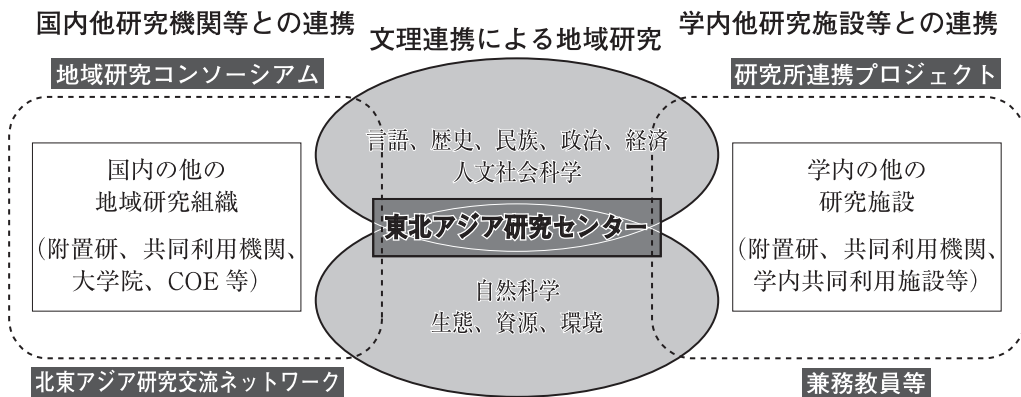 国内他研究機関等との連携
地域研究コンソーシアム
国内の他の
地域研究組織
（附置研、共同利用機関、
大学院、COE 等）
北東アジア研究交流ネットワーク
文理連携による地域研究
言語、歴史、民族、政治、経済
人文社会科学
東北アジア研究センター
自然科学
生態、資源、環境
学内他研究施設等との連携
研究所連携プロジェクト
学内の他の
研究施設
（附置研、共同利用機関、
学内共同利用施設等）
兼務教員等